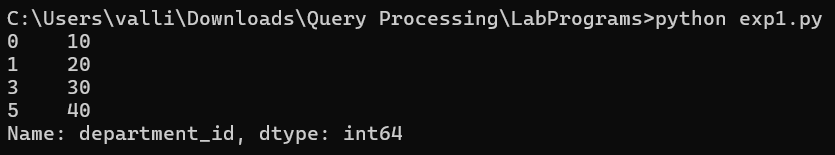 C:\Users\valli\Downloads\Query Processing\LabPrograms>python exp1.py
0    10
1    20
3    30
5    40
Name: department_id, dtype: int64